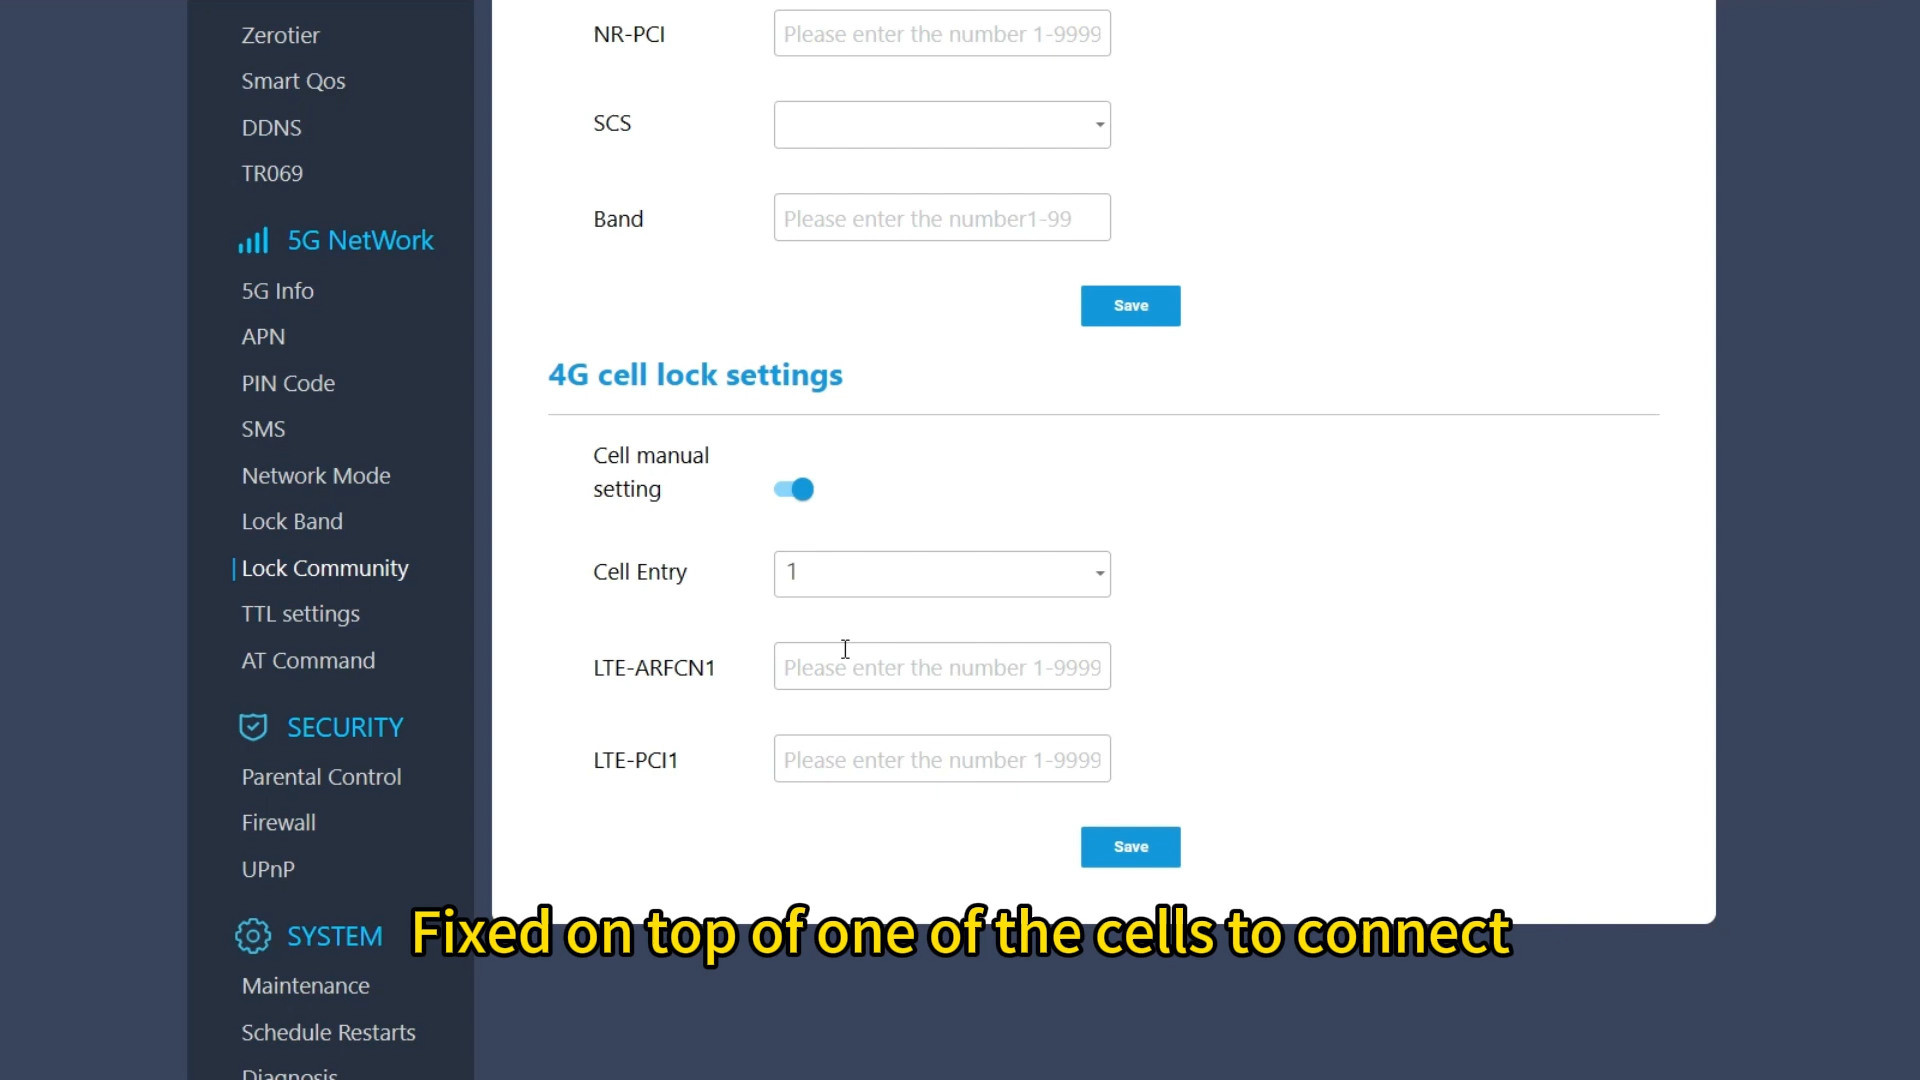 Zerotier
Smart Qos
DDNS
TR069
5G NetWork
5G Info
APN
PIN Code
SMS
Network Mode
Lock Band
Lock Community
TTL settings
AT Command
SECURITY
Parental Control
Firewall
UPnP
SYSTEM
Maintenance
Schedule Restarts
Diagnosis
NR-PCI
Please enter the number 1-9999
SCS
Band
Please enter the number1-99
Save
4G cell lock settings
Cell manual
setting
Cell Entry
1
LTE-ARFCN1
Please enter the number 1-9999
LTE-PCI1
Please enter the number 1-9999
Save
Fixed on top of one of the cells to connect